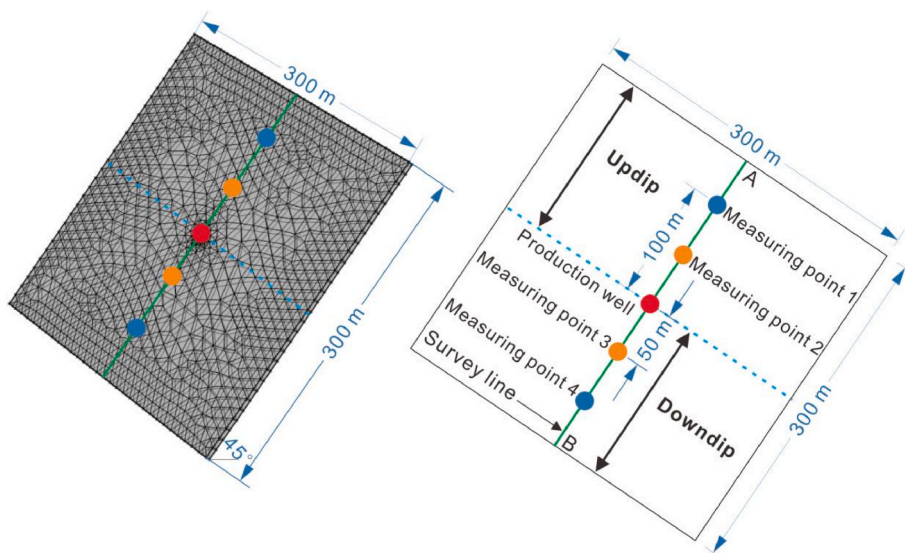 300 m
300 m
45°
300 m
A
Updip
100 m
Measuring point 1
Production well
Measuring point 2
Measuring point 3
50 m
Measuring point 4
Survey line
B
Downdip
300 m